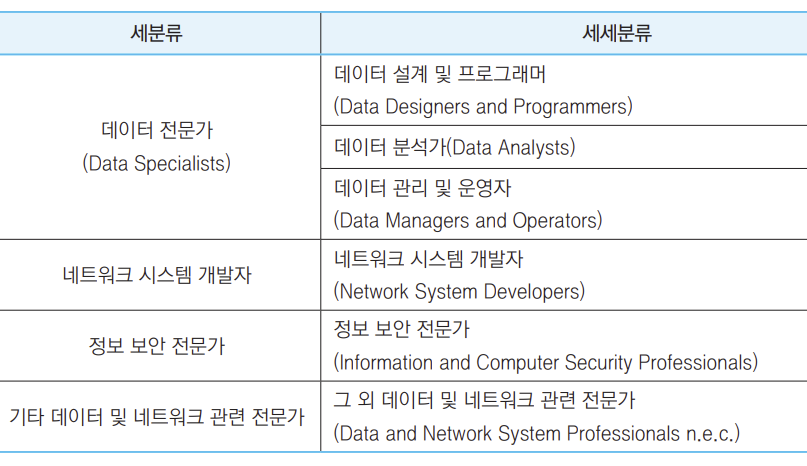 세분류
세세분류
데이터 전문가
(Data Specialists)
데이터 설계 및 프로그래머
(Data Designers and Programmers)
데이터 분석가(Data Analysts)
데이터 관리 및 운영자
(Data Managers and Operators)
네트워크 시스템 개발자
네트워크 시스템 개발자
(Network System Developers)
정보 보안 전문가
정보 보안 전문가
(Information and Computer Security Professionals)
기타 데이터 및 네트워크 관련 전문가
그 외 데이터 및 네트워크 관련 전문가
(Data and Network System Professionals n.e.c.)